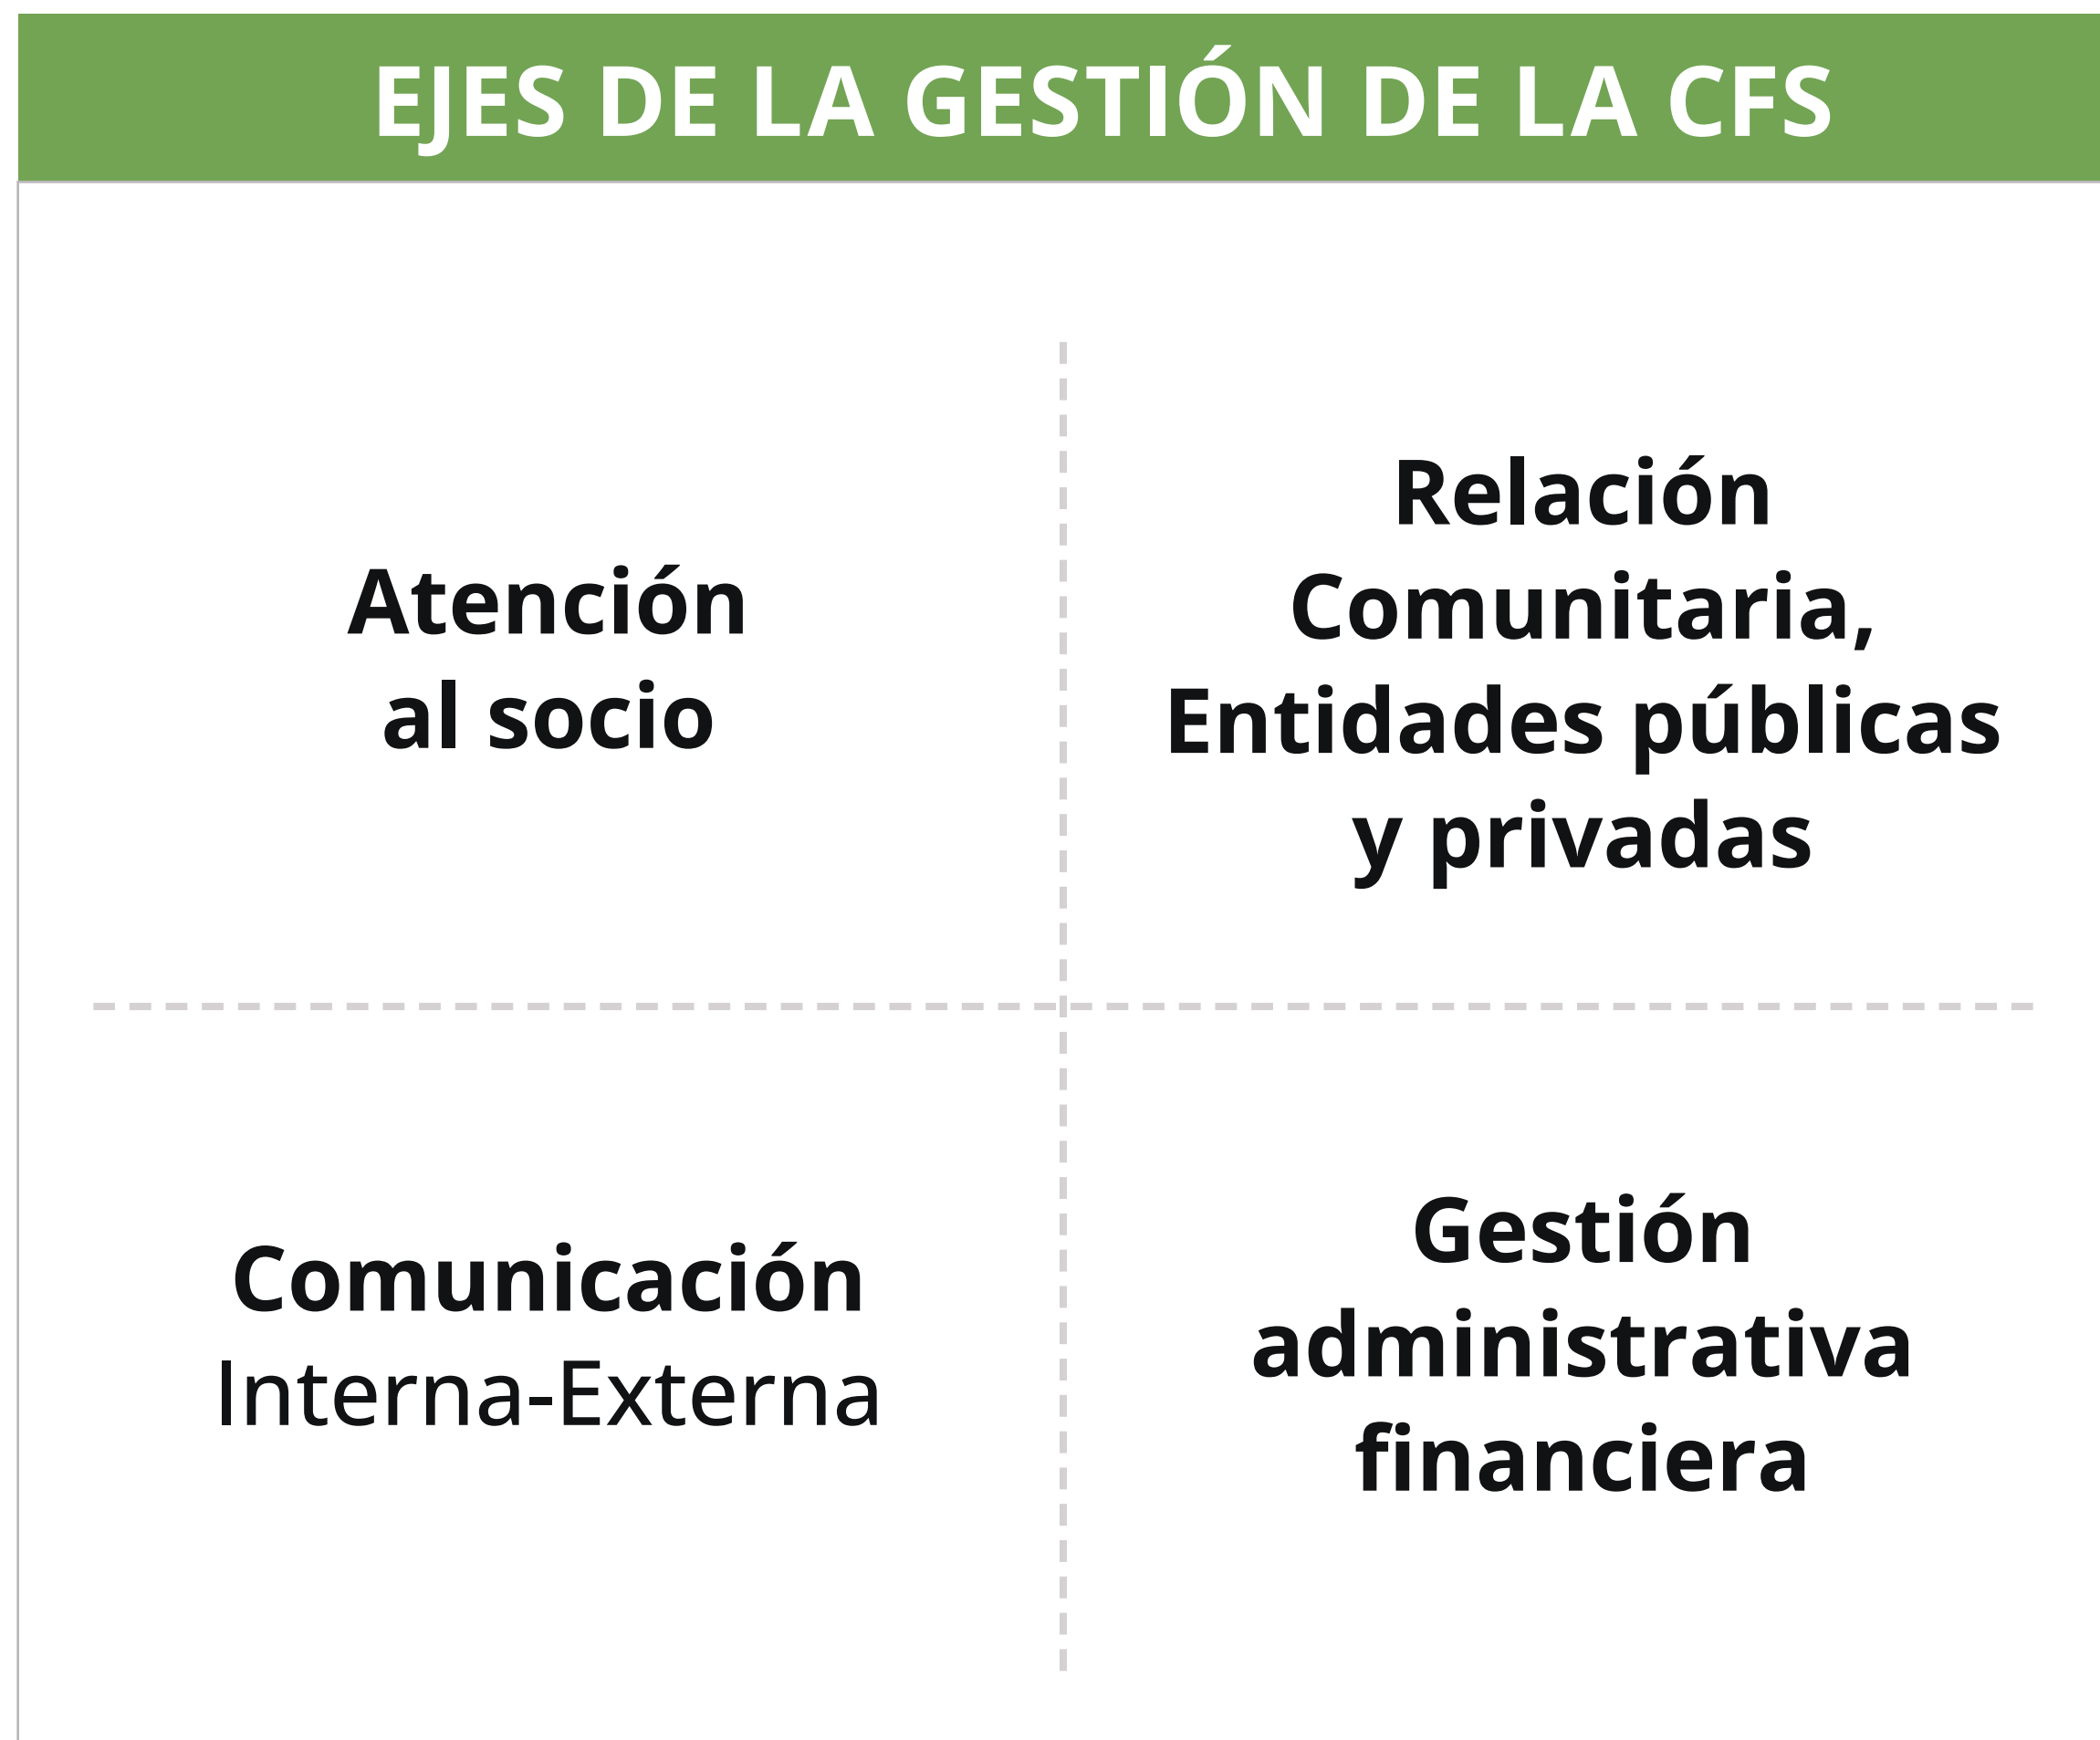 EJES DE LA GESTIÓN DE LA CFS
Atención
al socio
Relación
Comunitaria,
Entidades públicas
y privadas
Comunicación
Interna-Externa
Gestión
administrativa
financiera